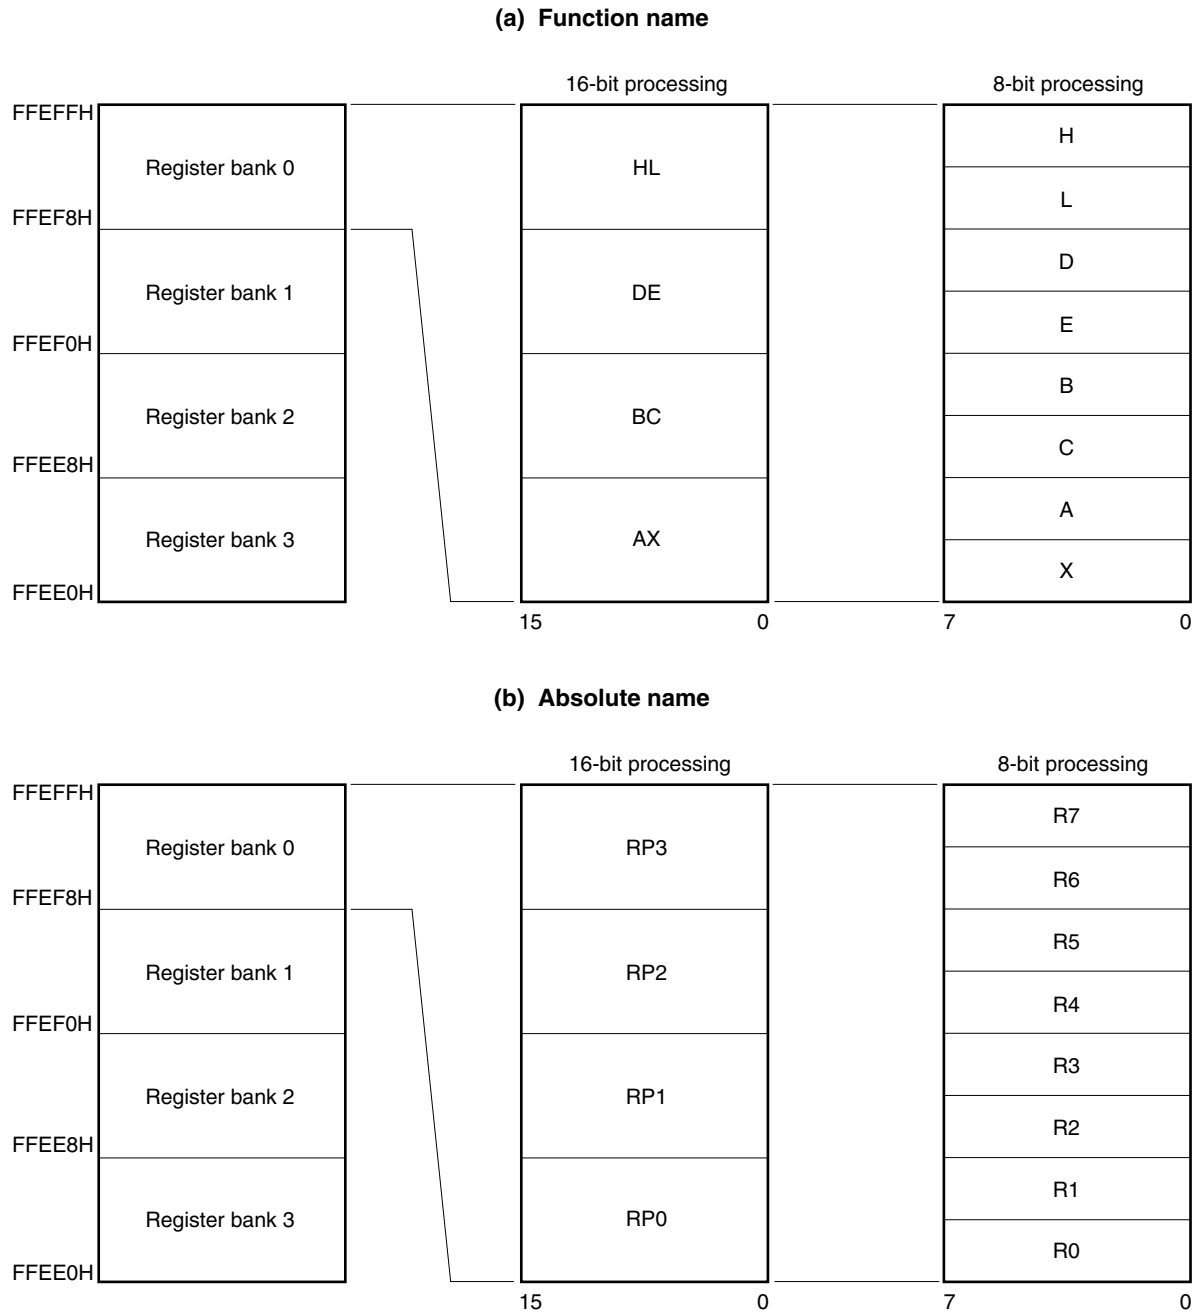 (a) Function name
16-bit processing 8-bit processing
FFEFFH
H
Register bank 0 HL
L
FFEF8H
D
Register bank 1 DE
E
FFEF0H
B
Register bank 2 BC
C
FFEE8H
A
Register bank 3 AX
X
FFEE0H
15 0 7 0
(b) Absolute name
16-bit processing 8-bit processing
FFEFFH
R7
Register bank 0 RP3
R6
FFEF8H
R5
Register bank 1 RP2
R4
FFEF0H
R3
Register bank 2 RP1
R2
FFEE8H
R1
Register bank 3 RP0
R0
FFEE0H
15 0 7 0